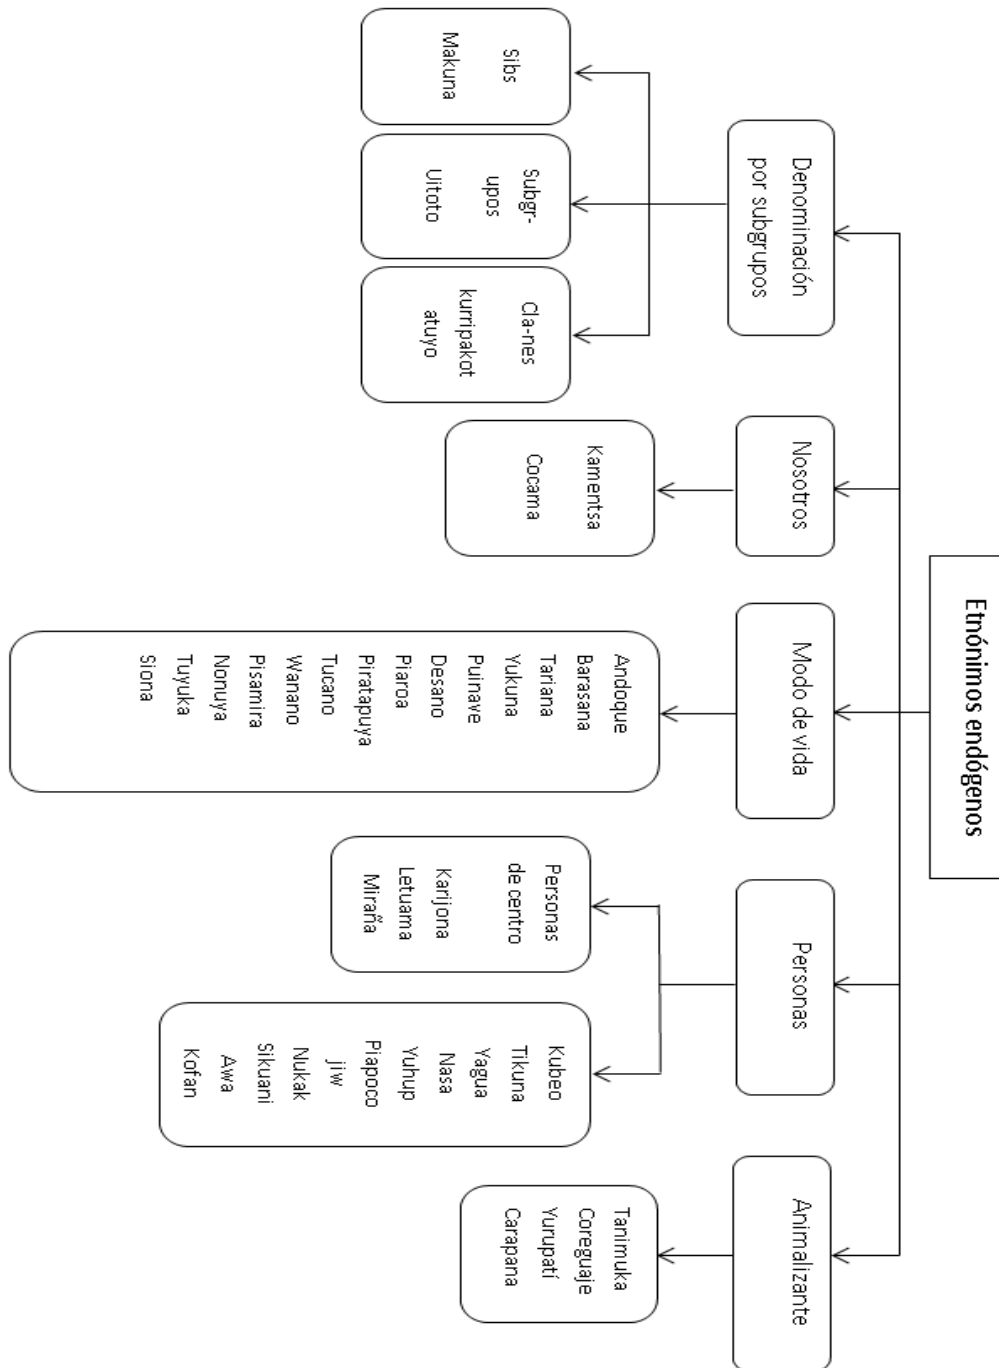 Etnónimos endógenos
Denominación
por subgrupos
Sibs
Makuna
Subgr-
upos
Uitoto
Cla-nes
kurripakot
atuyo
Nosotros
Kamentsa
Cocama
Modo de vida
Andoque
Barasana
Tariana
Yukuna
Puinave
Desano
Piaroa
Piratapuya
Tucano
Wanano
Pisamira
Nonuya
Tuyuka
Siona
Personas
Personas
de centro
Karijona
Letuama
Miraña
Kubeo
Tikuna
Yagua
Nasa
Yuhup
Piapoco
jiw
Nukak
Sikuani
Awa
Kofan
Animalizante
Tanimuka
Coreguaje
Yurupatí
Carapana